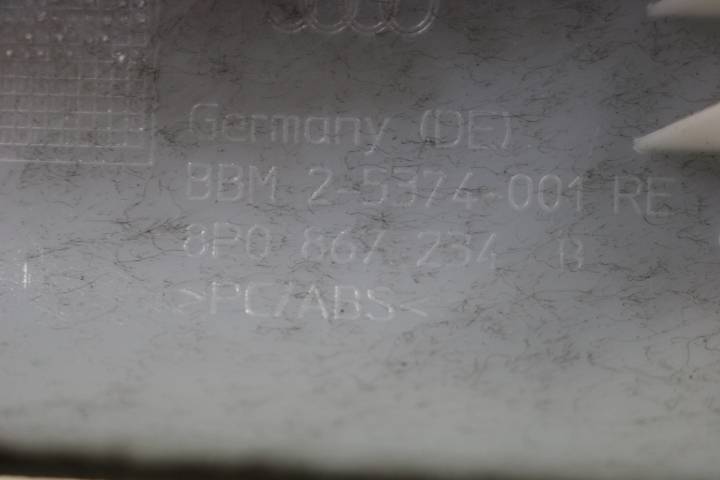 Germany (DE)
BBM 2-5374-001 RE
8P0 867 234 B
>PC/ABS<